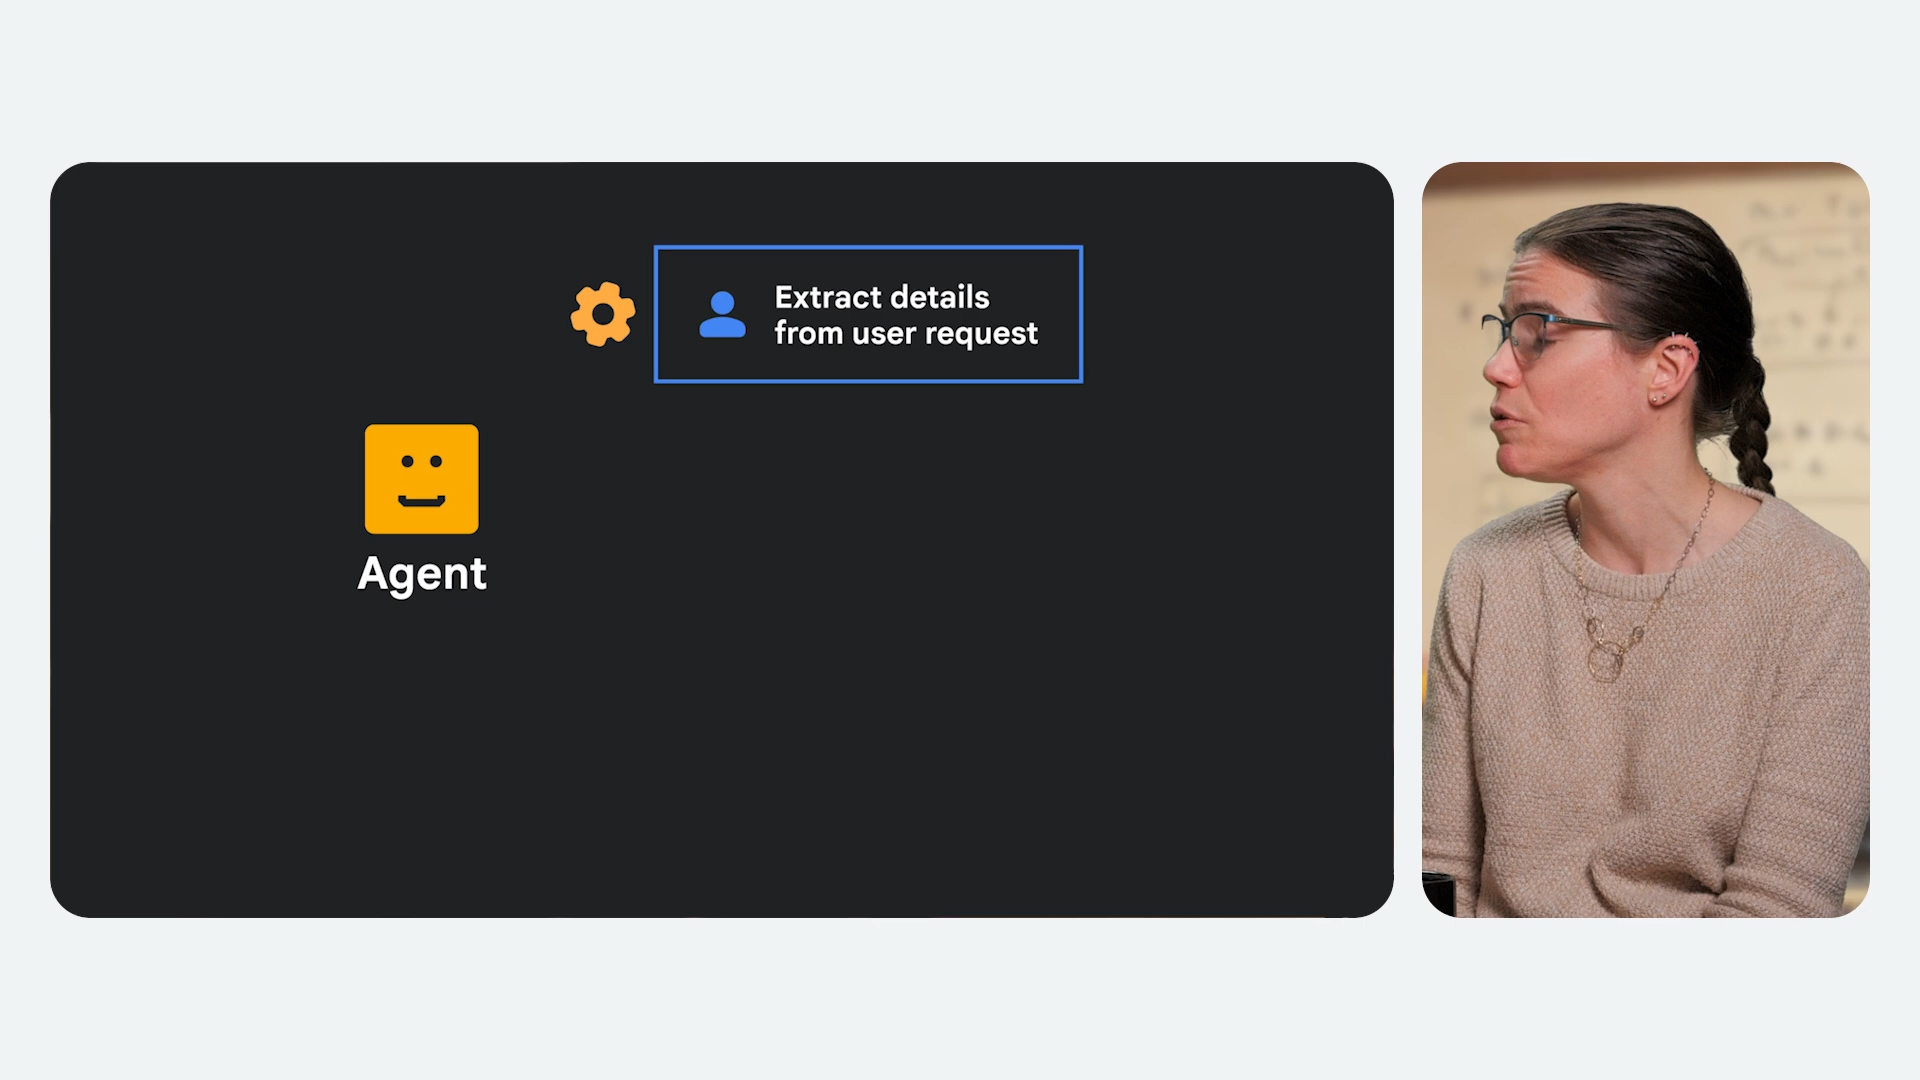 Extract details
from user request
Agent